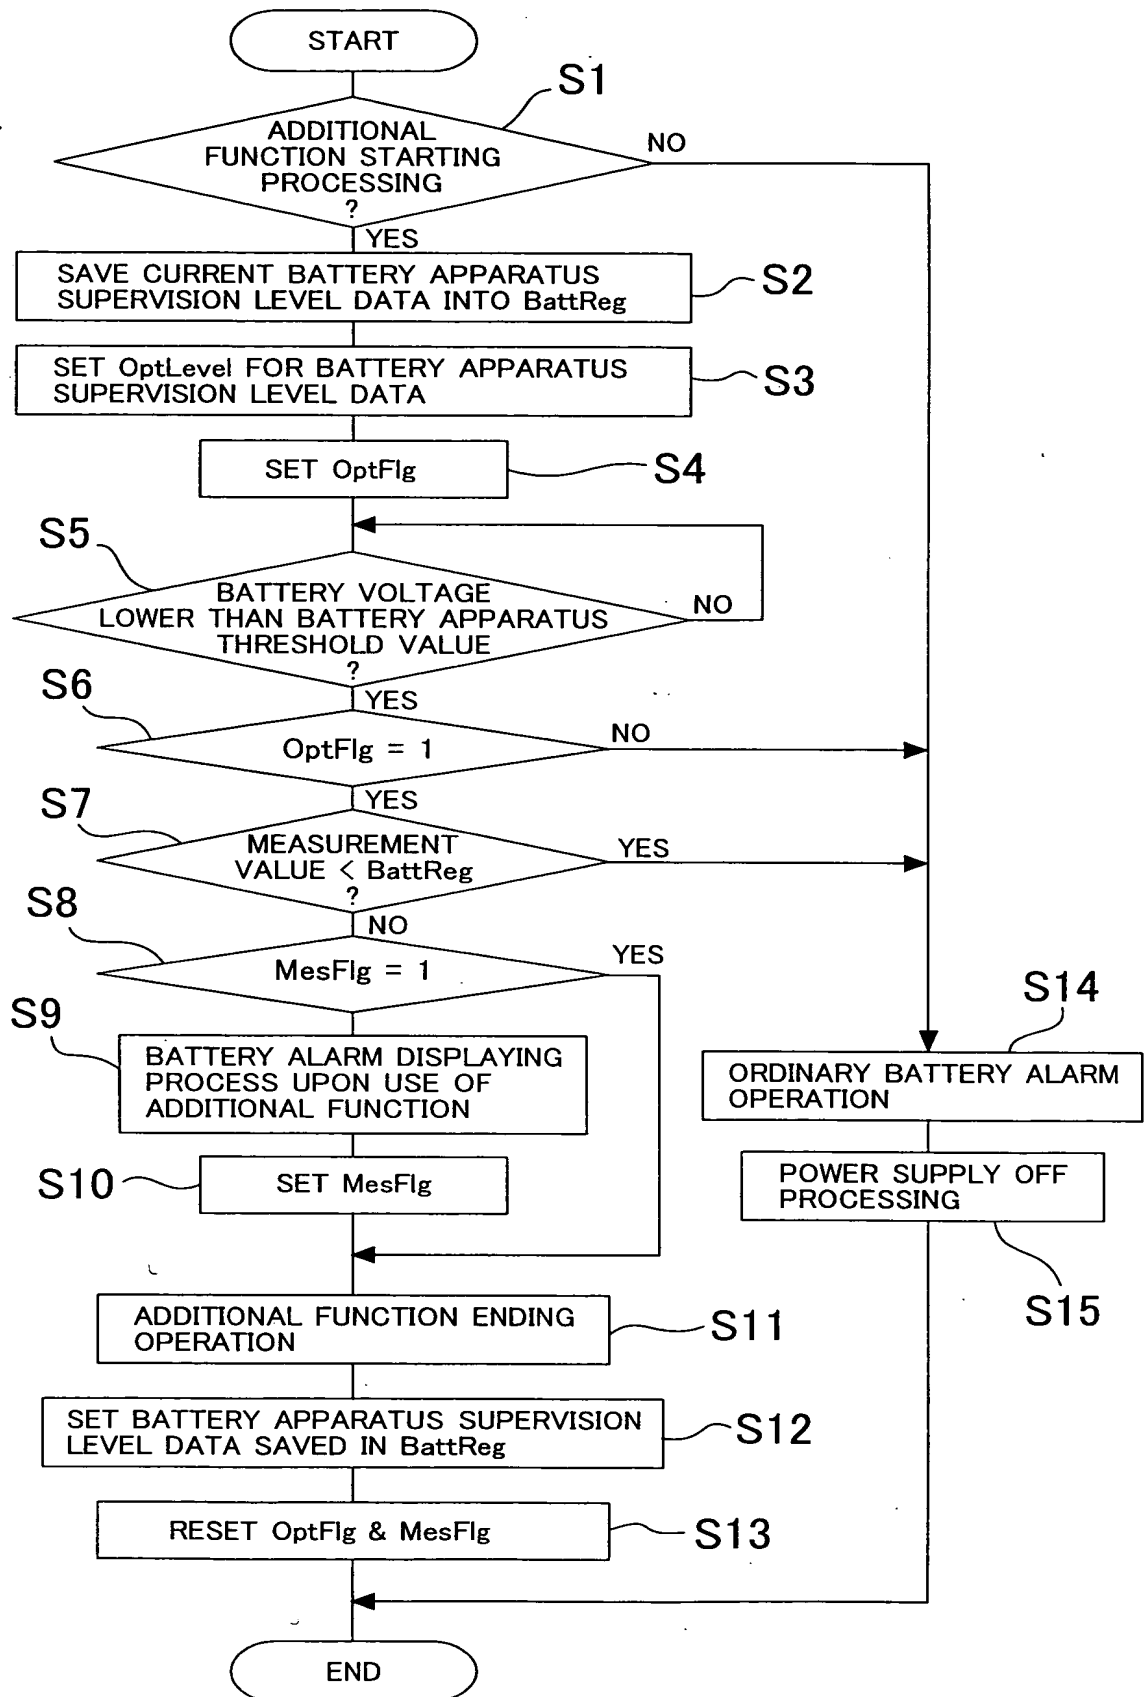 START
S1
ADDITIONAL
FUNCTION STARTING
PROCESSING
?
NO
YES
SAVE CURRENT BATTERY APPARATUS
SUPERVISION LEVEL DATA INTO BattReg
S2
SET OptLevel FOR BATTERY APPARATUS
SUPERVISION LEVEL DATA
S3
SET OptFlg
S4
S5
BATTERY VOLTAGE
LOWER THAN BATTERY APPARATUS
THRESHOLD VALUE
?
NO
YES
S6
OptFlg = 1
NO
YES
S7
MEASUREMENT
VALUE < BattReg
?
YES
NO
S8
MesFlg = 1
YES
S9
BATTERY ALARM DISPLAYING
PROCESS UPON USE OF
ADDITIONAL FUNCTION
S10
SET MesFlg
S14
ORDINARY BATTERY ALARM
OPERATION
POWER SUPPLY OFF
PROCESSING
S15
ADDITIONAL FUNCTION ENDING
OPERATION
S11
SET BATTERY APPARATUS SUPERVISION
LEVEL DATA SAVED IN BattReg
S12
RESET OptFlg & MesFlg
S13
END